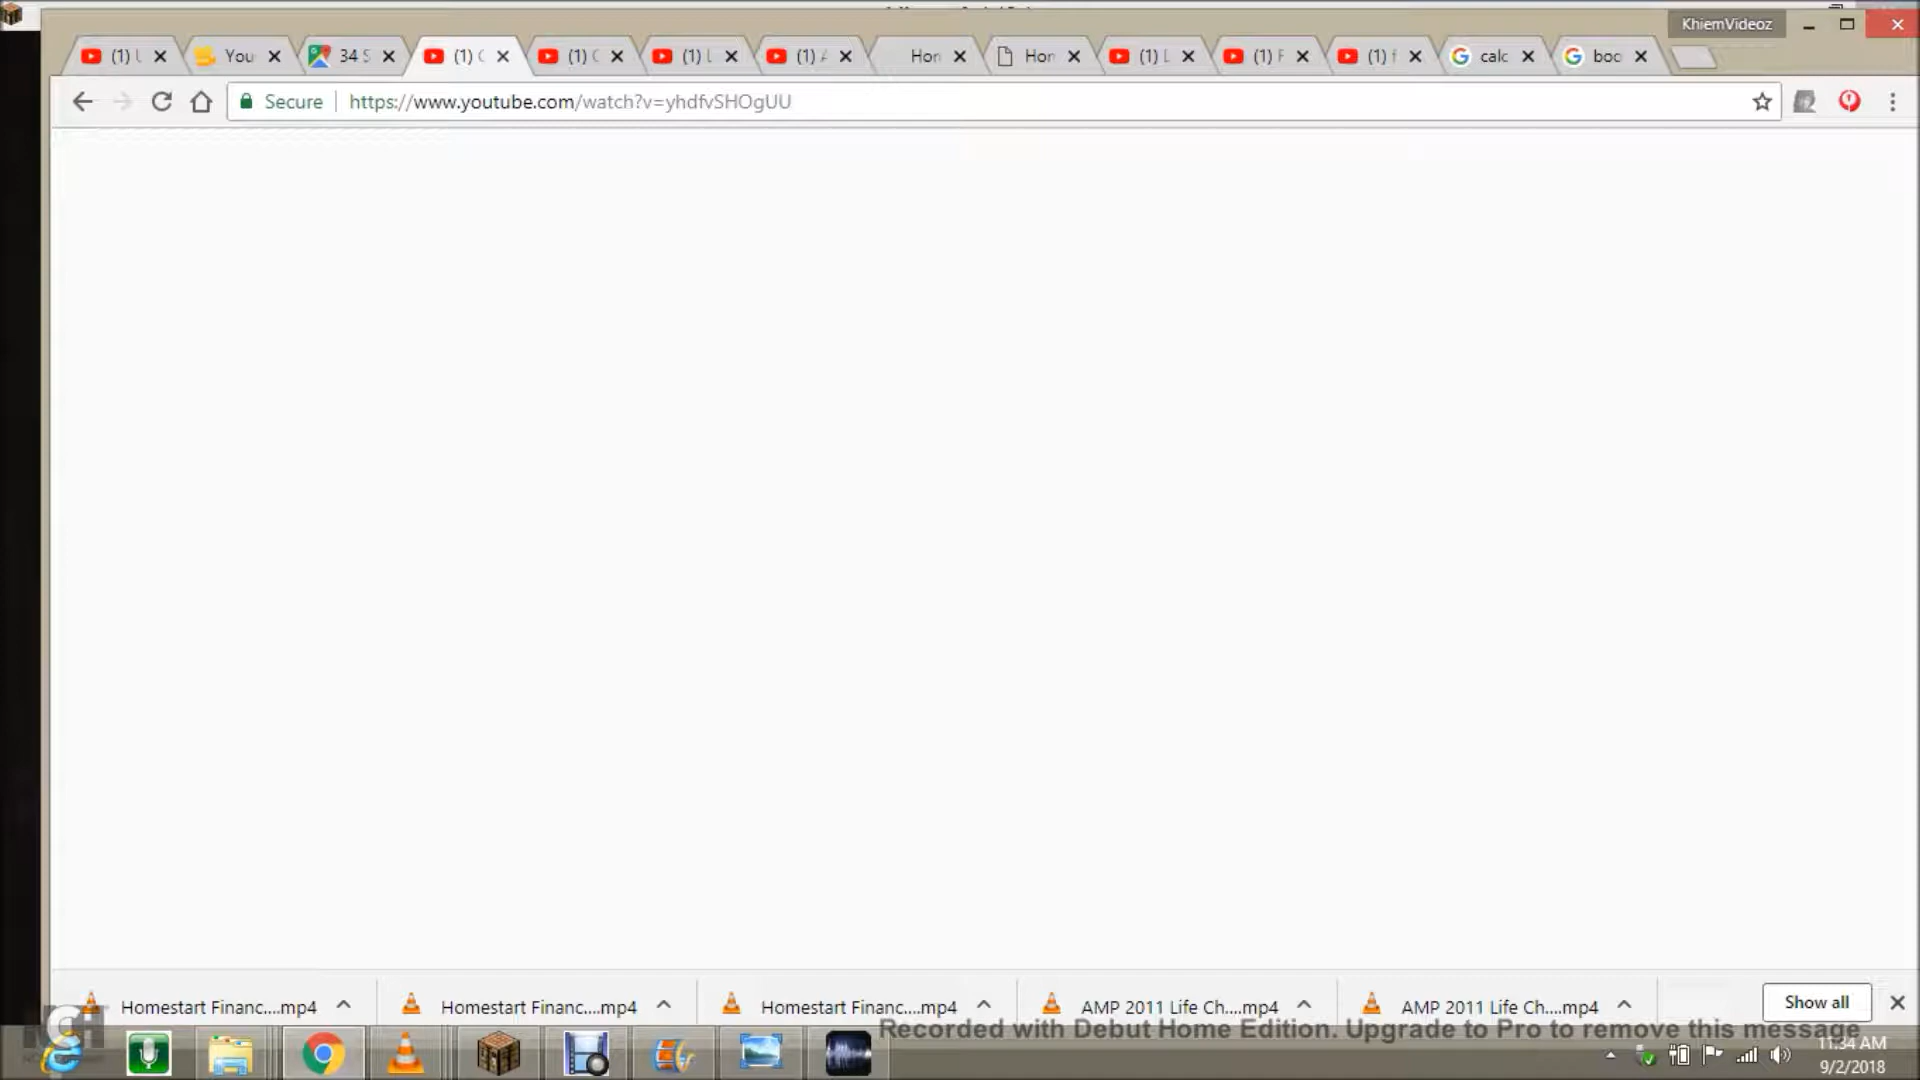 KhiemVideoz
(1) You 34 S (1) (1) (1) (1) Hon Hon (1) (1) (1) f calc boo
Secure https://www.youtube.com/watch?v=yhdfvSHOgUU
Homestart Financ....mp4 Homestart Financ....mp4 Homestart Financ....mp4 AMP 2011 Life Ch....mp4 AMP 2011 Life Ch....mp4 Show all
Recorded with Debut Home Edition. Upgrade to Pro to remove this message
11:34 AM
9/2/2018